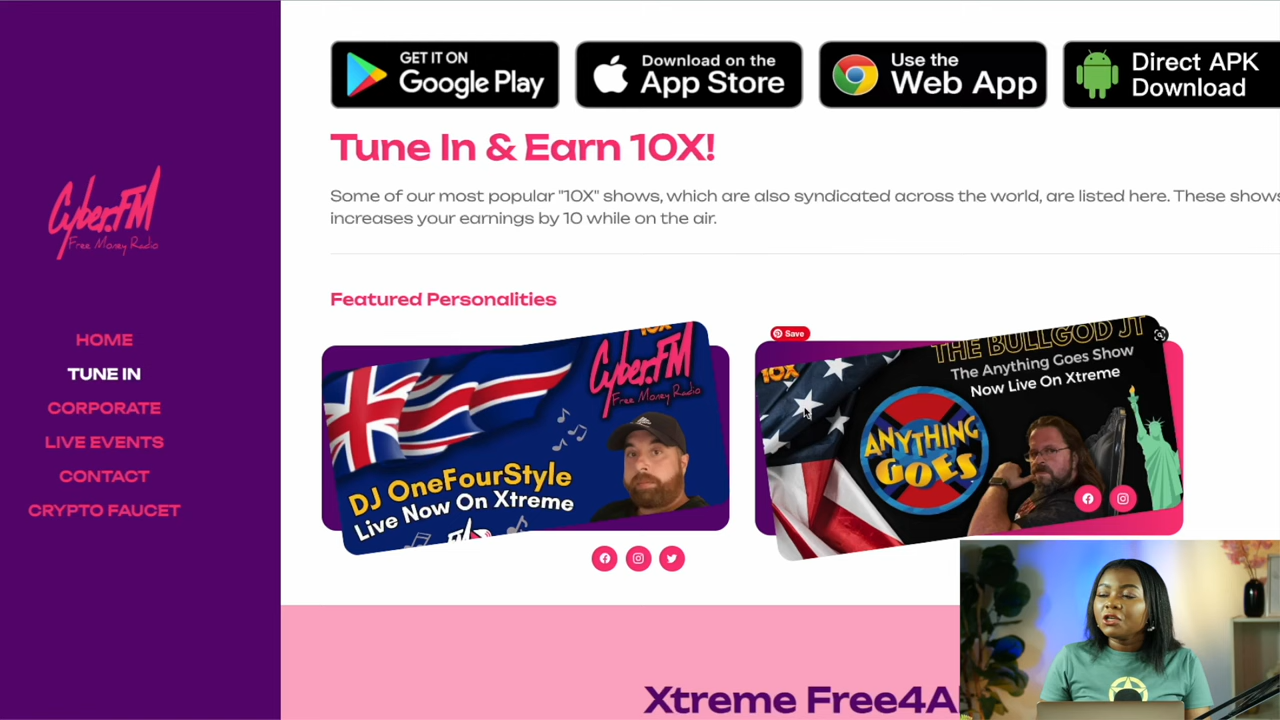 GET IT ON
Google Play
Download on the
App Store
Use the
Web App
Direct APK
Download
Tune In & Earn 10X!
Some of our most popular "10X" shows, which are also syndicated across the world, are listed here. These shows
increases your earnings by 10 while on the air.
Cyber.FM
Free Money Radio
HOME
TUNE IN
CORPORATE
LIVE EVENTS
CONTACT
CRYPTO FAUCET
Featured Personalities
10X
Cyber.FM
Free Money Radio
DJ OneFourStyle
Live Now On Xtreme
Save
10X
THE BULLGOD JT
The Anything Goes Show
Now Live On Xtreme
ANYTHING
GOES
Xtreme Free4A